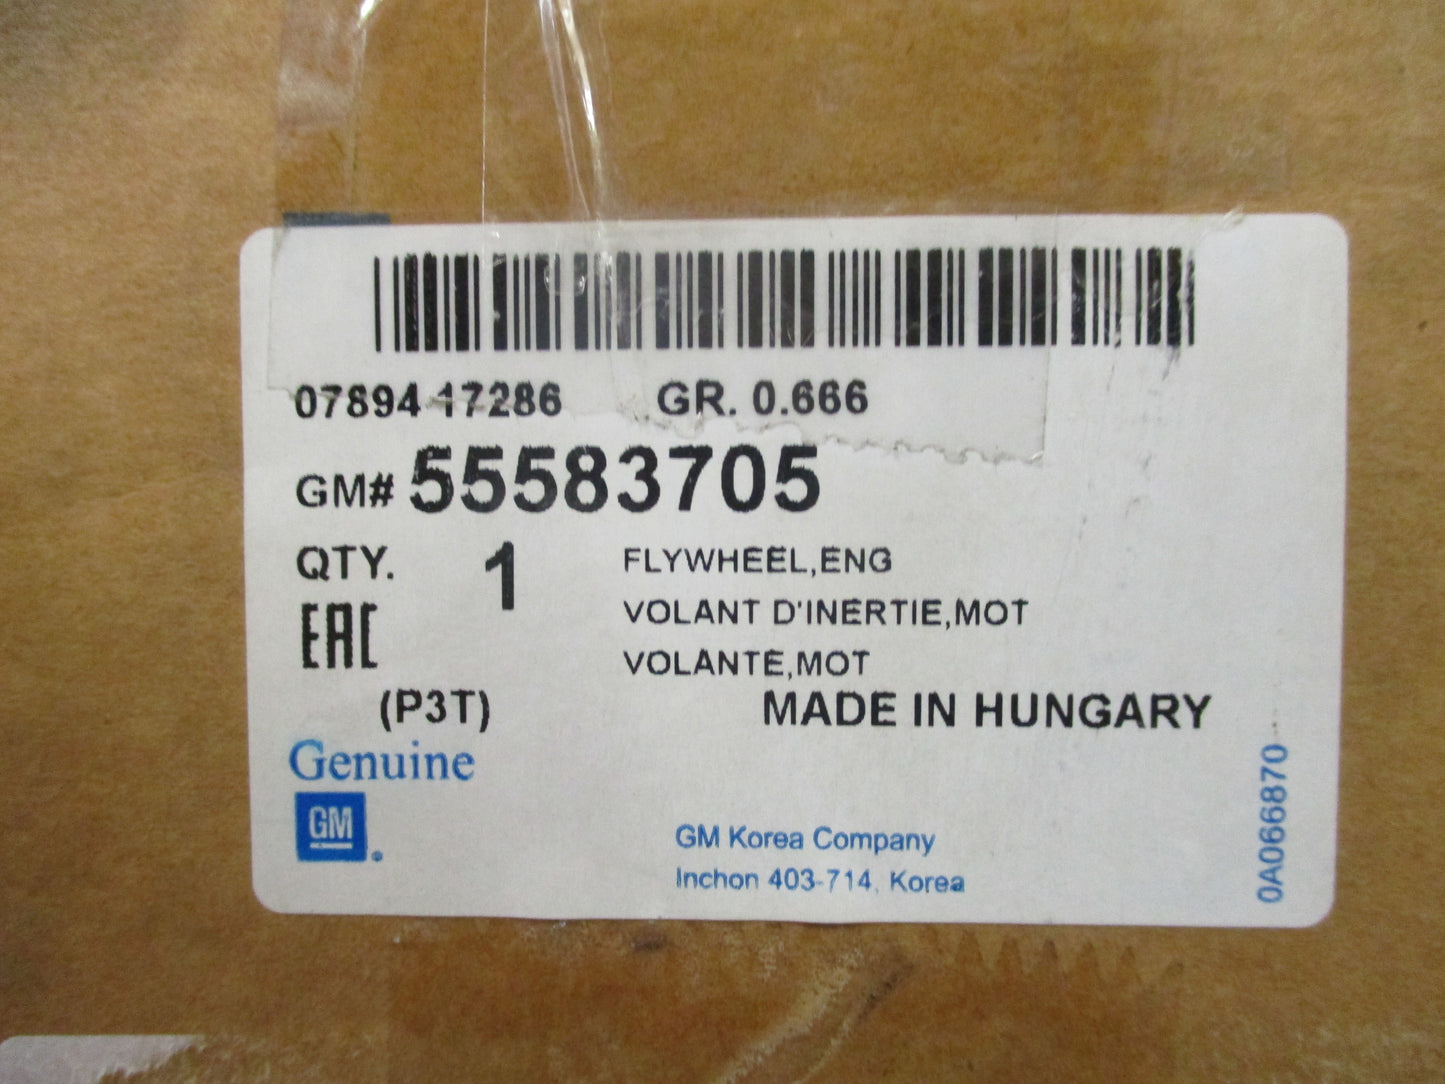 07894 17286 GR. 0.666
GM# 55583705
QTY. 1
FLYWHEEL,ENG
VOLANT D'INERTIE,MOT
VOLANTE,MOT
EAC
(P3T)
MADE IN HUNGARY
Genuine
GM
GM Korea Company
Inchon 403-714, Korea
0A066870